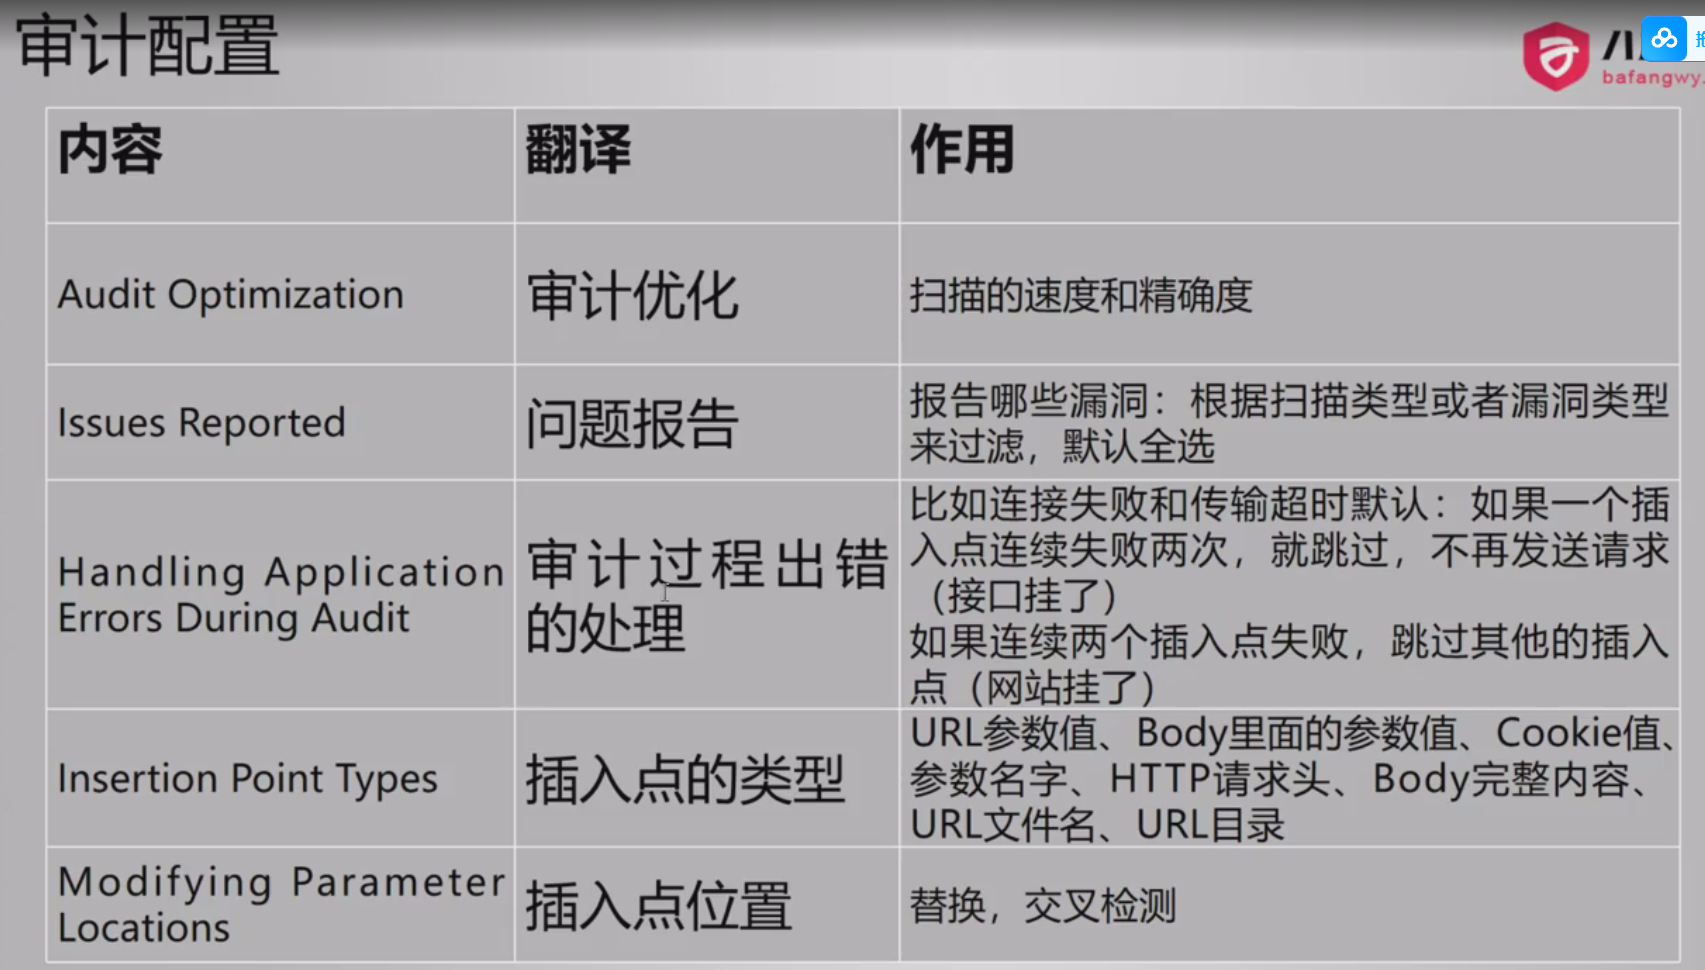 审计配置
bafangwy.
内容
翻译
作用
Audit Optimization
审计优化
扫描的速度和精确度
Issues Reported
问题报告
报告哪些漏洞：根据扫描类型或者漏洞类型
来过滤，默认全选
Handling Application
Errors During Audit
审计过程出错
的处理
比如连接失败和传输超时默认：如果一个插
入点连续失败两次，就跳过，不再发送请求
（接口挂了）
如果连续两个插入点失败，跳过其他的插入
点（网站挂了）
Insertion Point Types
插入点的类型
URL参数值、Body里面的参数值、Cookie值、
参数名字、HTTP请求头、Body完整内容、
URL文件名、URL目录
Modifying Parameter
Locations
插入点位置
替换，交叉检测